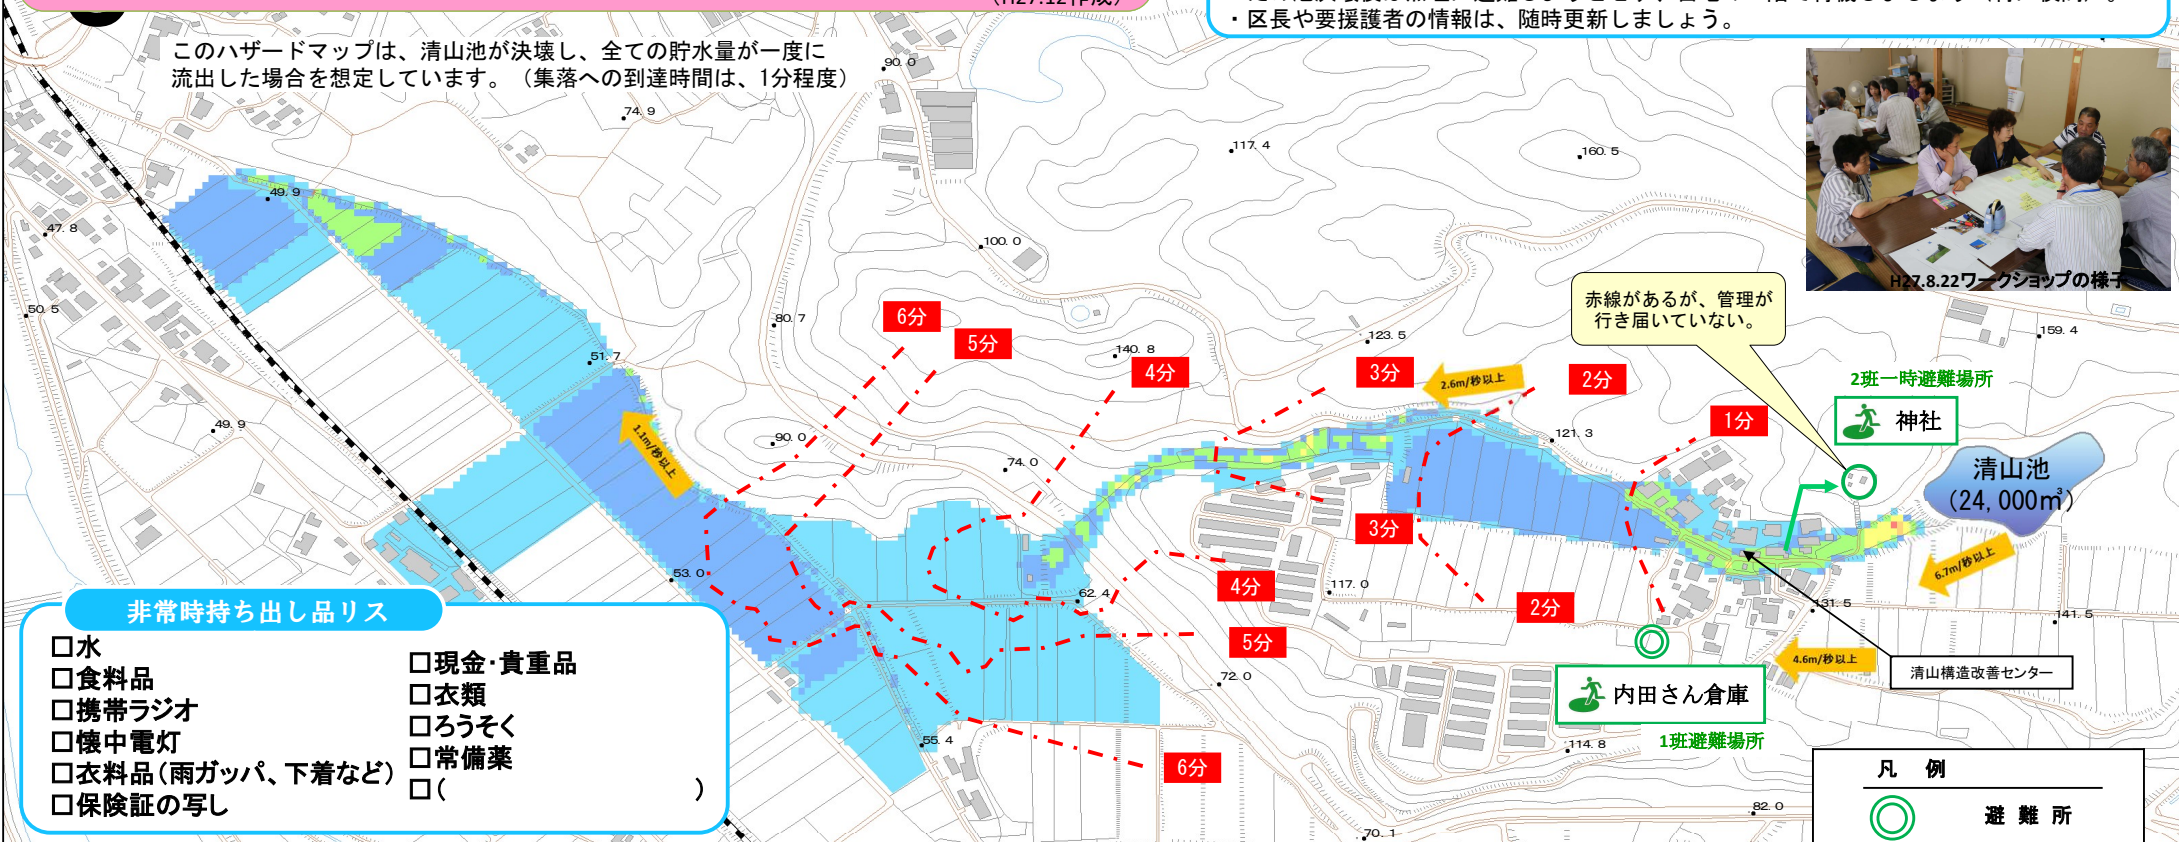 (H27.12作成)
・区長や要援護者の情報は、随時更新しましょう。
このハザードマップは、清山池が決壊し、全ての貯水量が一度に
流出した場合を想定しています。（集落への到達時間は、1分程度）
H27.8.22ワークショップの様子
90.0
74.9
117.4
160.5
49.9
47.8
100.0
50.5
80.7
123.5
159.4
140.8
51.7
49.9
90.0
74.0
121.3
53.0
62.4
117.0
131.5
141.5
72.0
55.4
114.8
82.0
70.1
赤線があるが、管理が
行き届いていない。
6分
5分
4分
3分
2分
1分
3分
4分
2分
5分
6分
2.6m/秒以上
1.1m/秒以上
6.7m/秒以上
4.6m/秒以上
2班一時避難場所
神社
清山池
(24,000㎥)
清山構造改善センター
内田さん倉庫
1班避難場所
非常時持ち出し品リス
□水
□食料品
□携帯ラジオ
□懐中電灯
□衣料品(雨ガッパ、下着など)
□保険証の写し
□現金・貴重品
□衣類
□ろうそく
□常備薬
□( )
凡 例
避 難 所